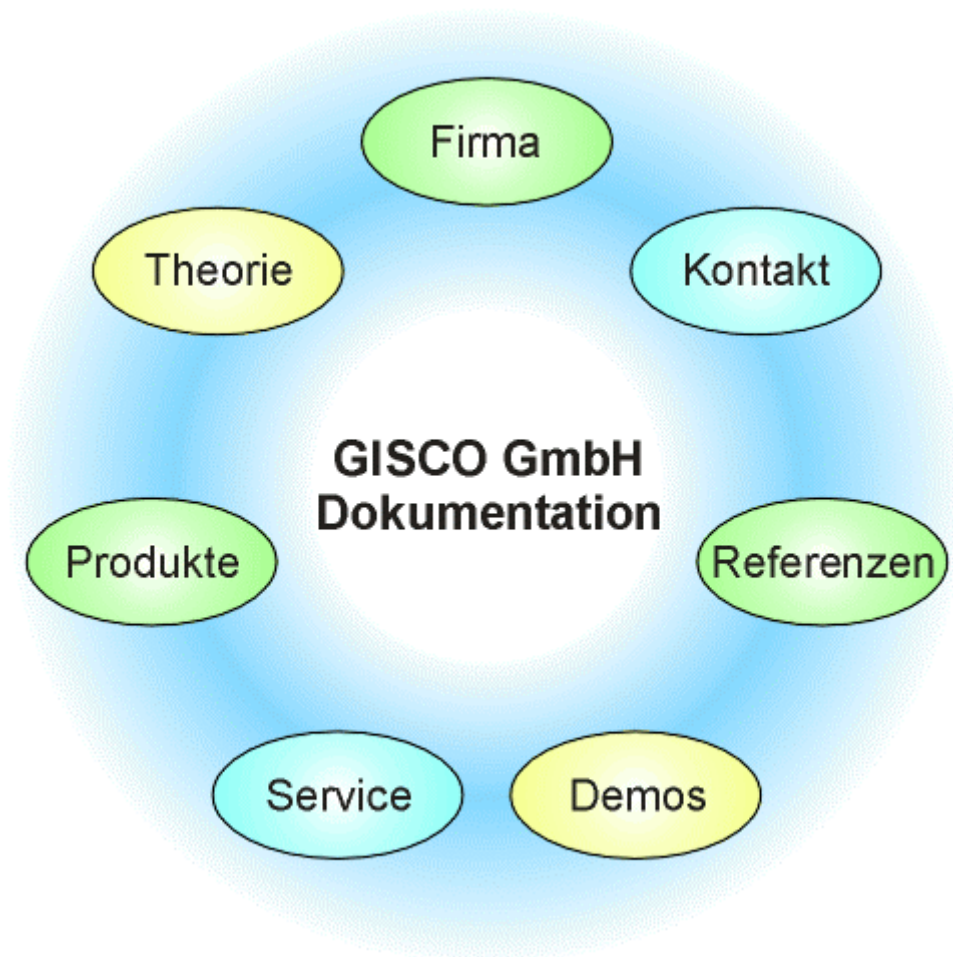 Firma
Theorie
Kontakt
GISCO GmbH
Dokumentation
Produkte
Referenzen
Service
Demos